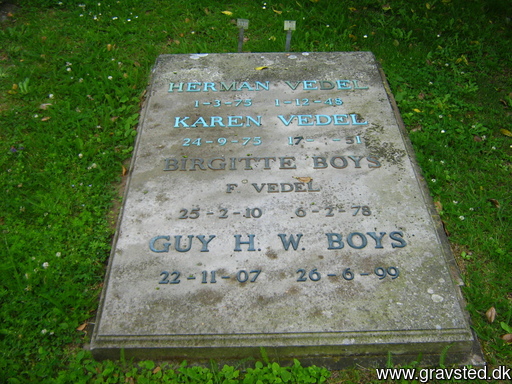 HERMAN VEDEL
1-3-75 1-12-48
KAREN VEDEL
24-9-75
BIRGITTE BOYS
F. VEDEL
25-2-10 6-2-78
GUY H. W. BOYS
22-11-07 26-6-99
www.gravsted.dk